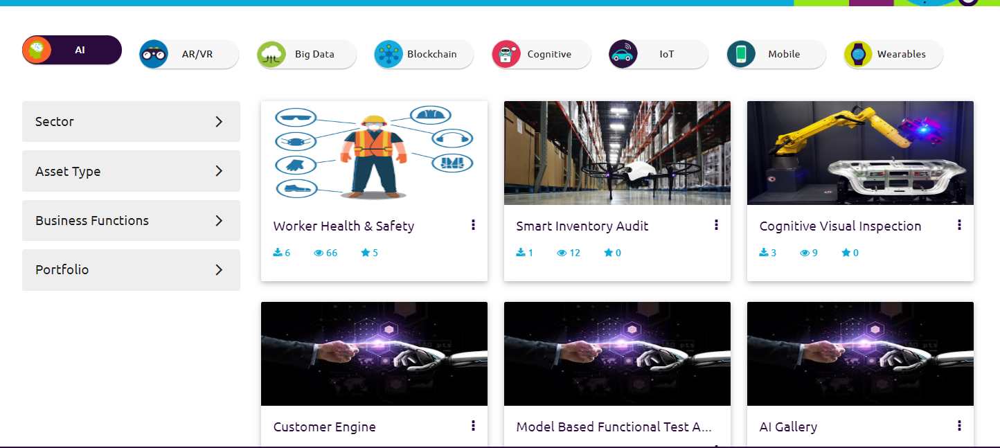 AI
AR/VR
Big Data
Blockchain
Cognitive
IoT
Mobile
Wearables
Sector
Asset Type
Business Functions
Portfolio
Worker Health & Safety
6 66 5
Smart Inventory Audit
1 12 0
Cognitive Visual Inspection
3 9 0
Customer Engine
Model Based Functional Test A...
AI Gallery